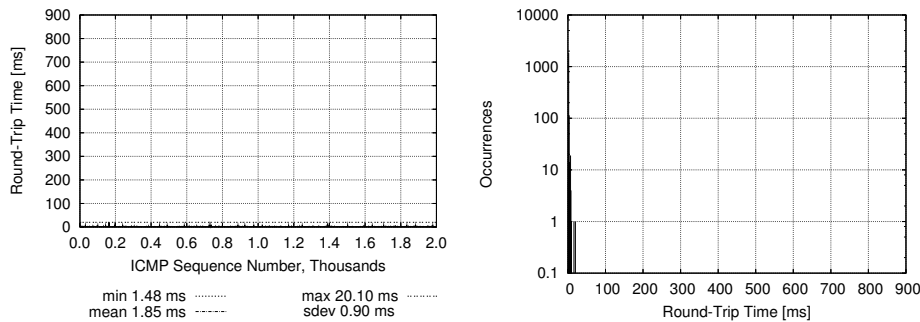 900
800
700
600
500
400
300
200
100
0
Round-Trip Time [ms]
0.0 0.2 0.4 0.6 0.8 1.0 1.2 1.4 1.6 1.8 2.0
ICMP Sequence Number, Thousands
min 1.48 ms
mean 1.85 ms
max 20.10 ms
sdev 0.90 ms
10000
1000
100
10
1
0.1
Occurrences
0 100 200 300 400 500 600 700 800 900
Round-Trip Time [ms]